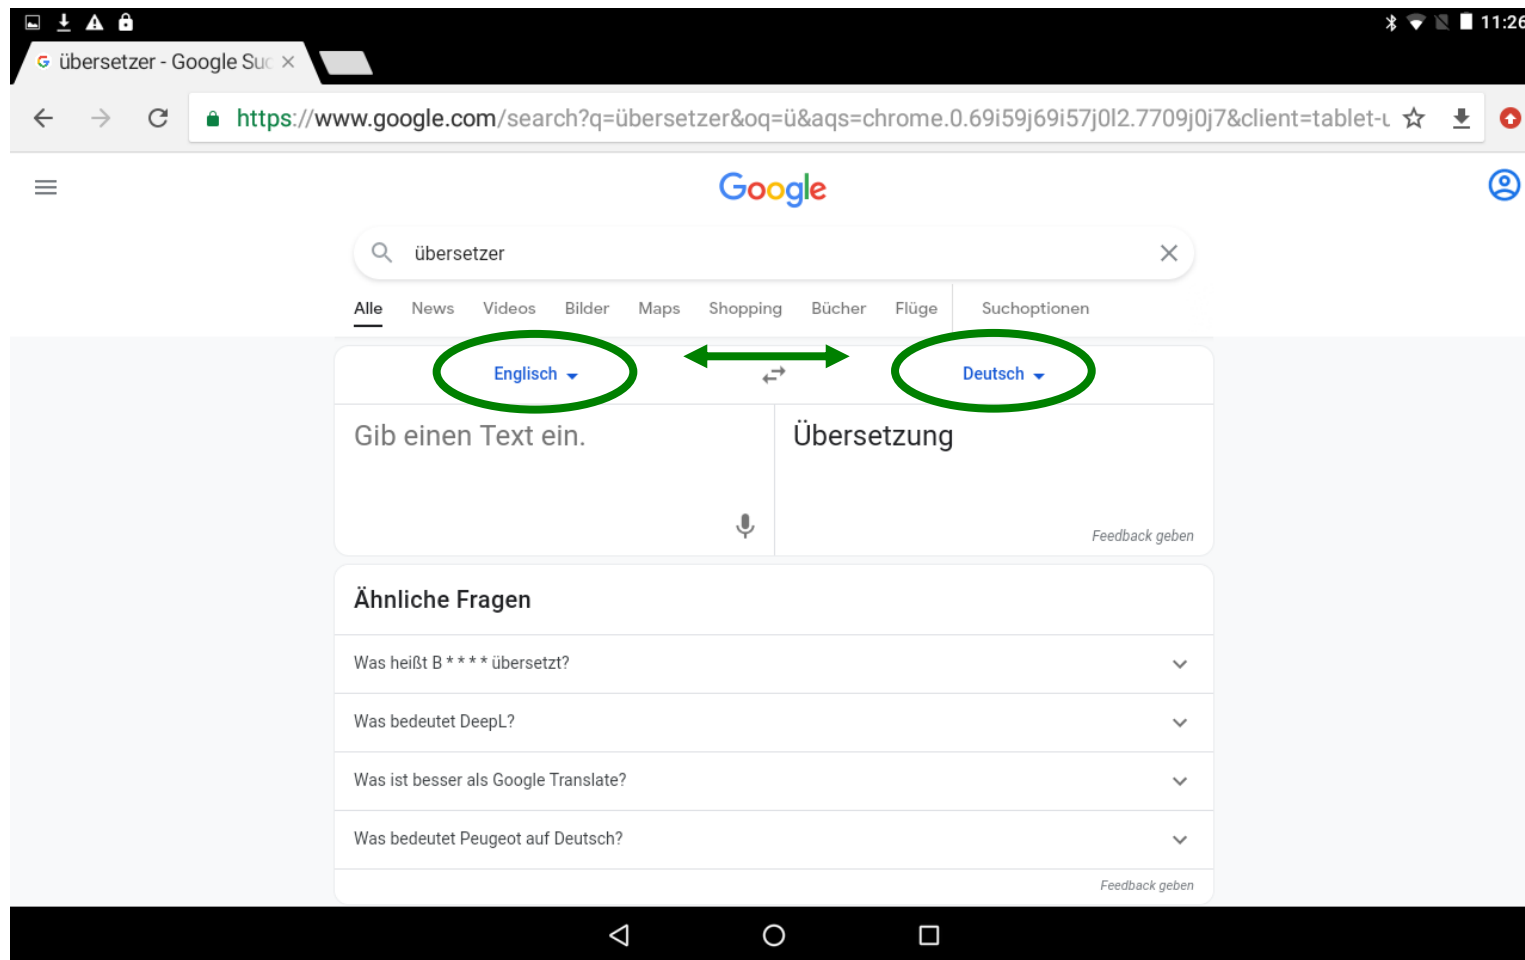 11:26
übersetzer - Google Suc
https://www.google.com/search?q=übersetzer&oq=ü&aqs=chrome.0.69i59j69i57j0l2.7709j0j7&client=tablet-u
Google
übersetzer
Alle News Videos Bilder Maps Shopping Bücher Flüge Suchoptionen
Englisch Deutsch
Gib einen Text ein.
Übersetzung
Feedback geben
Ähnliche Fragen
Was heißt B * * * * übersetzt?
Was bedeutet DeepL?
Was ist besser als Google Translate?
Was bedeutet Peugeot auf Deutsch?
Feedback geben